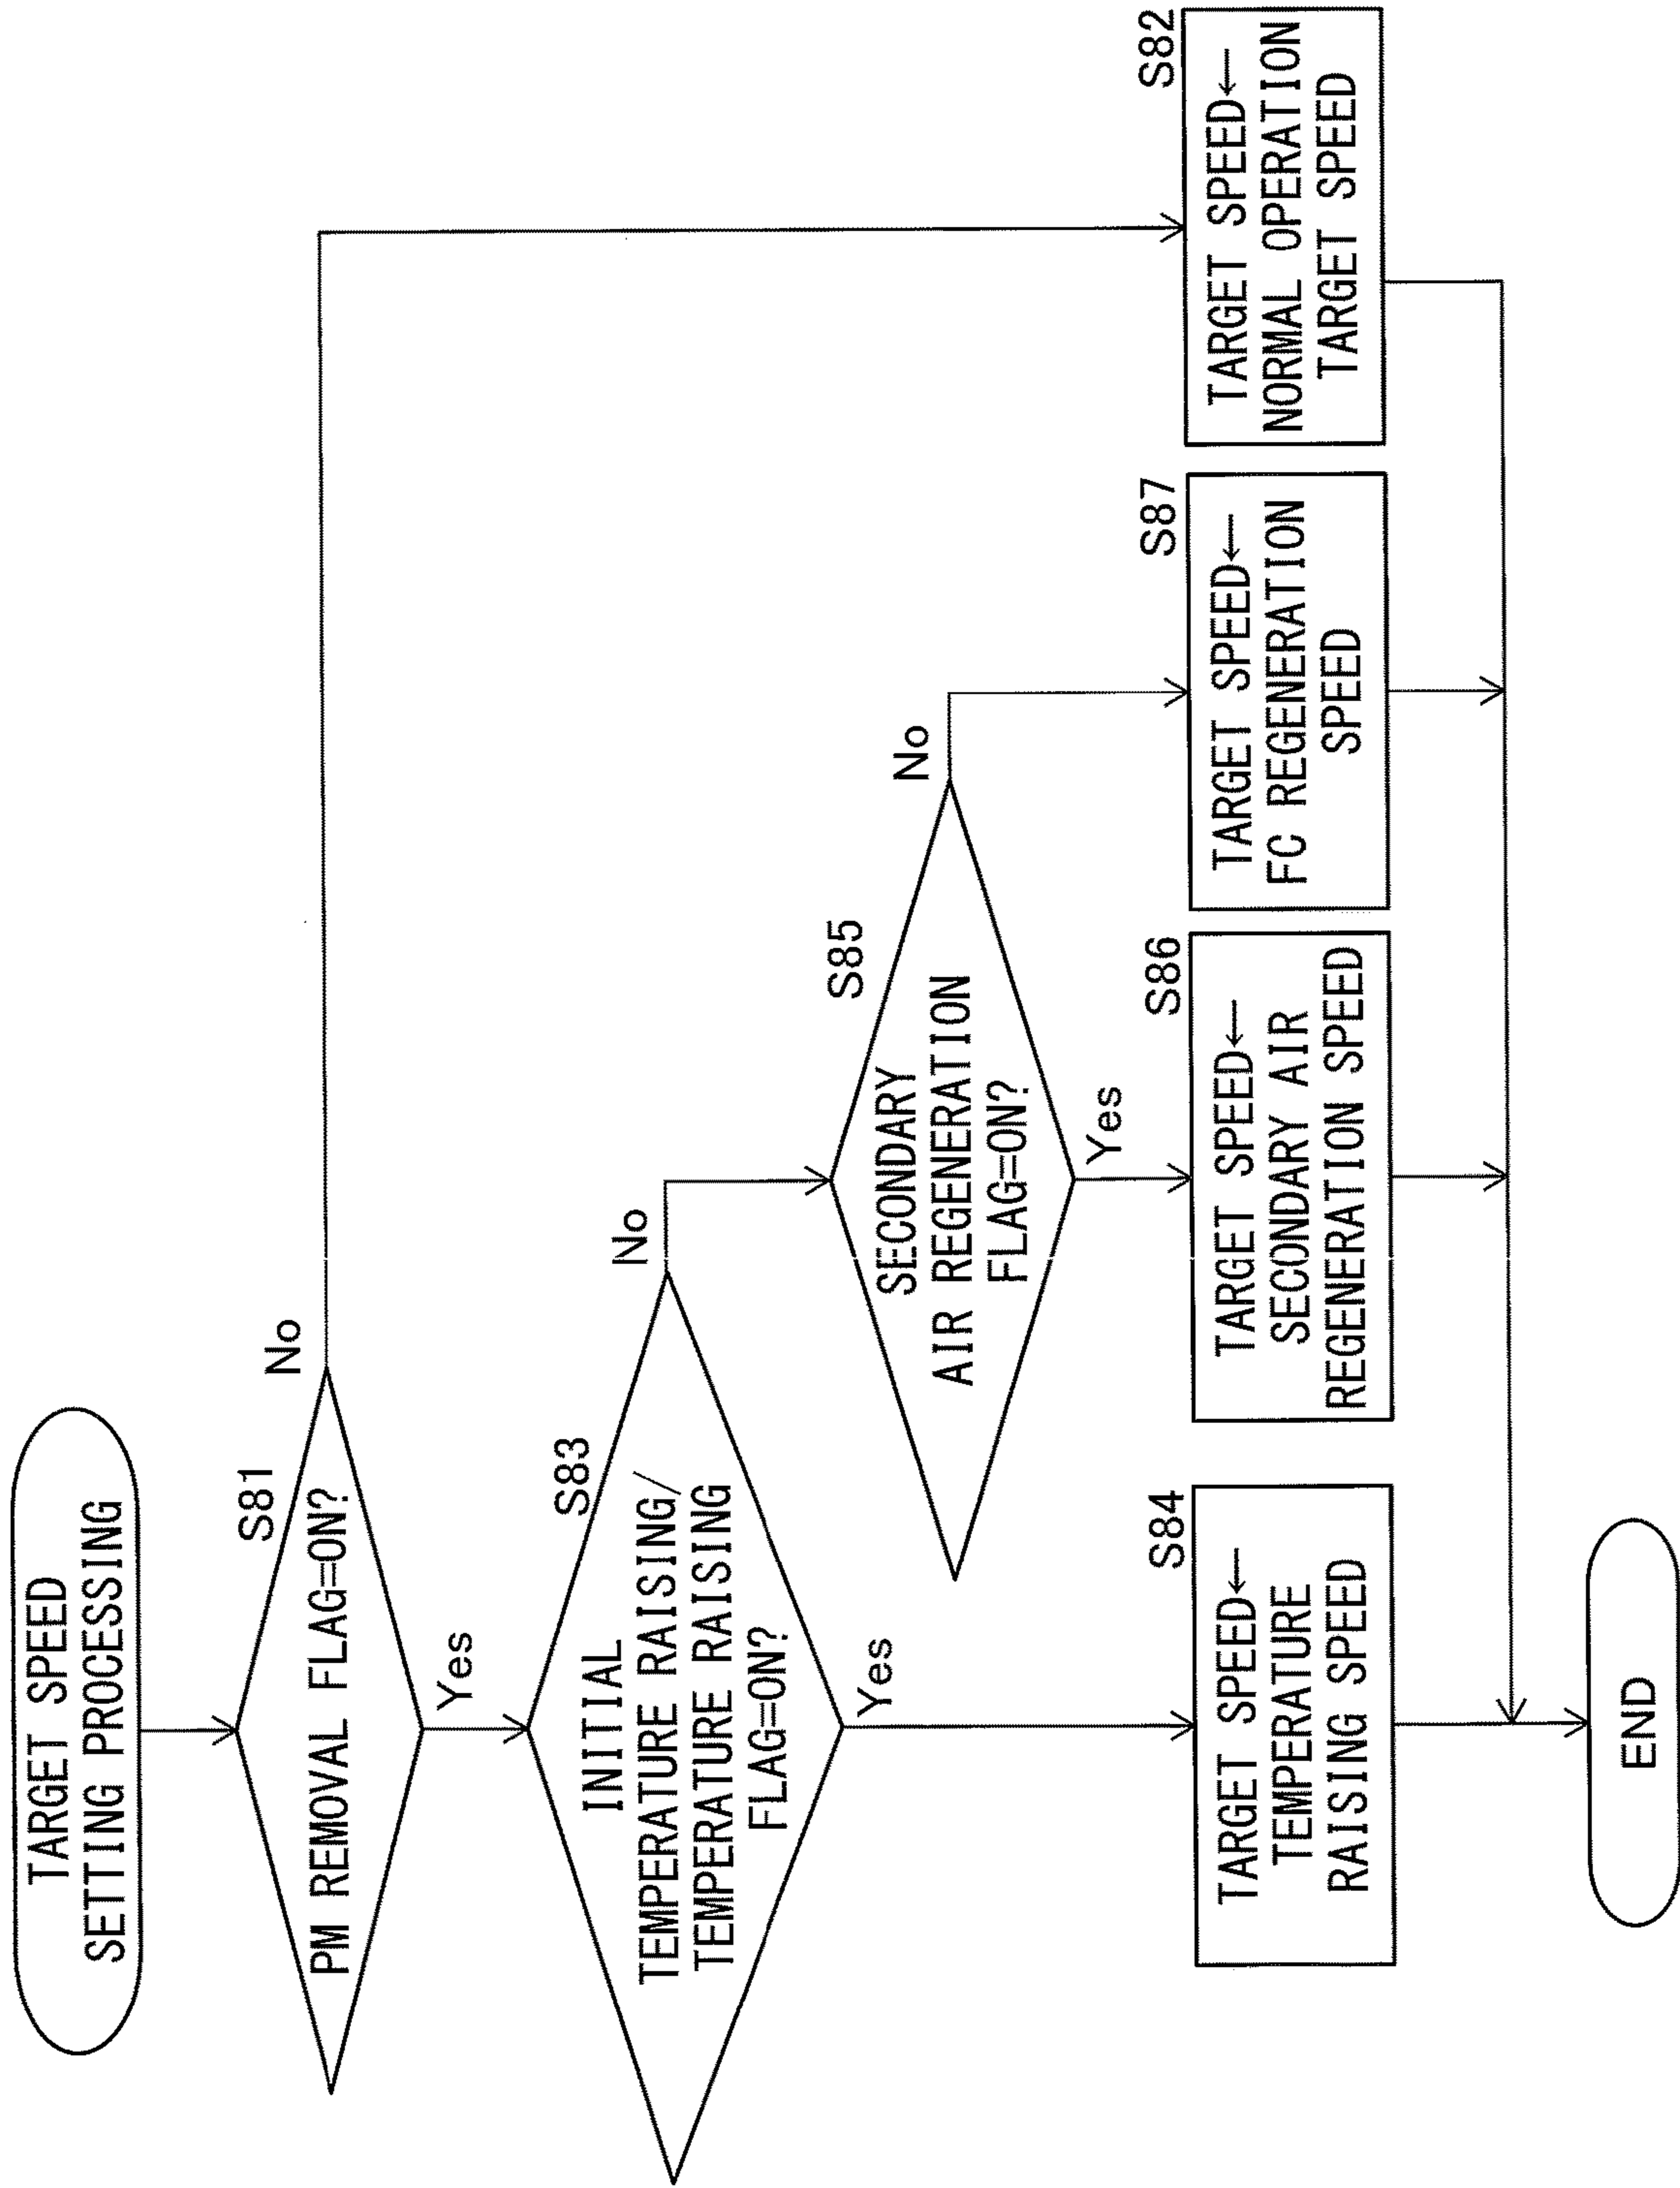 TARGET SPEED
SETTING PROCESSING
S81
PM REMOVAL FLAG=ON?
No
Yes
S83
INITIAL
TEMPERATURE RAISING/
TEMPERATURE RAISING
FLAG=ON?
No
Yes
S85
SECONDARY
AIR REGENERATION
FLAG=ON?
No
Yes
S84
TARGET SPEED←
TEMPERATURE
RAISING SPEED
S86
TARGET SPEED←
SECONDARY AIR
REGENERATION SPEED
S87
TARGET SPEED←
FC REGENERATION
SPEED
S82
TARGET SPEED←
NORMAL OPERATION
TARGET SPEED
END